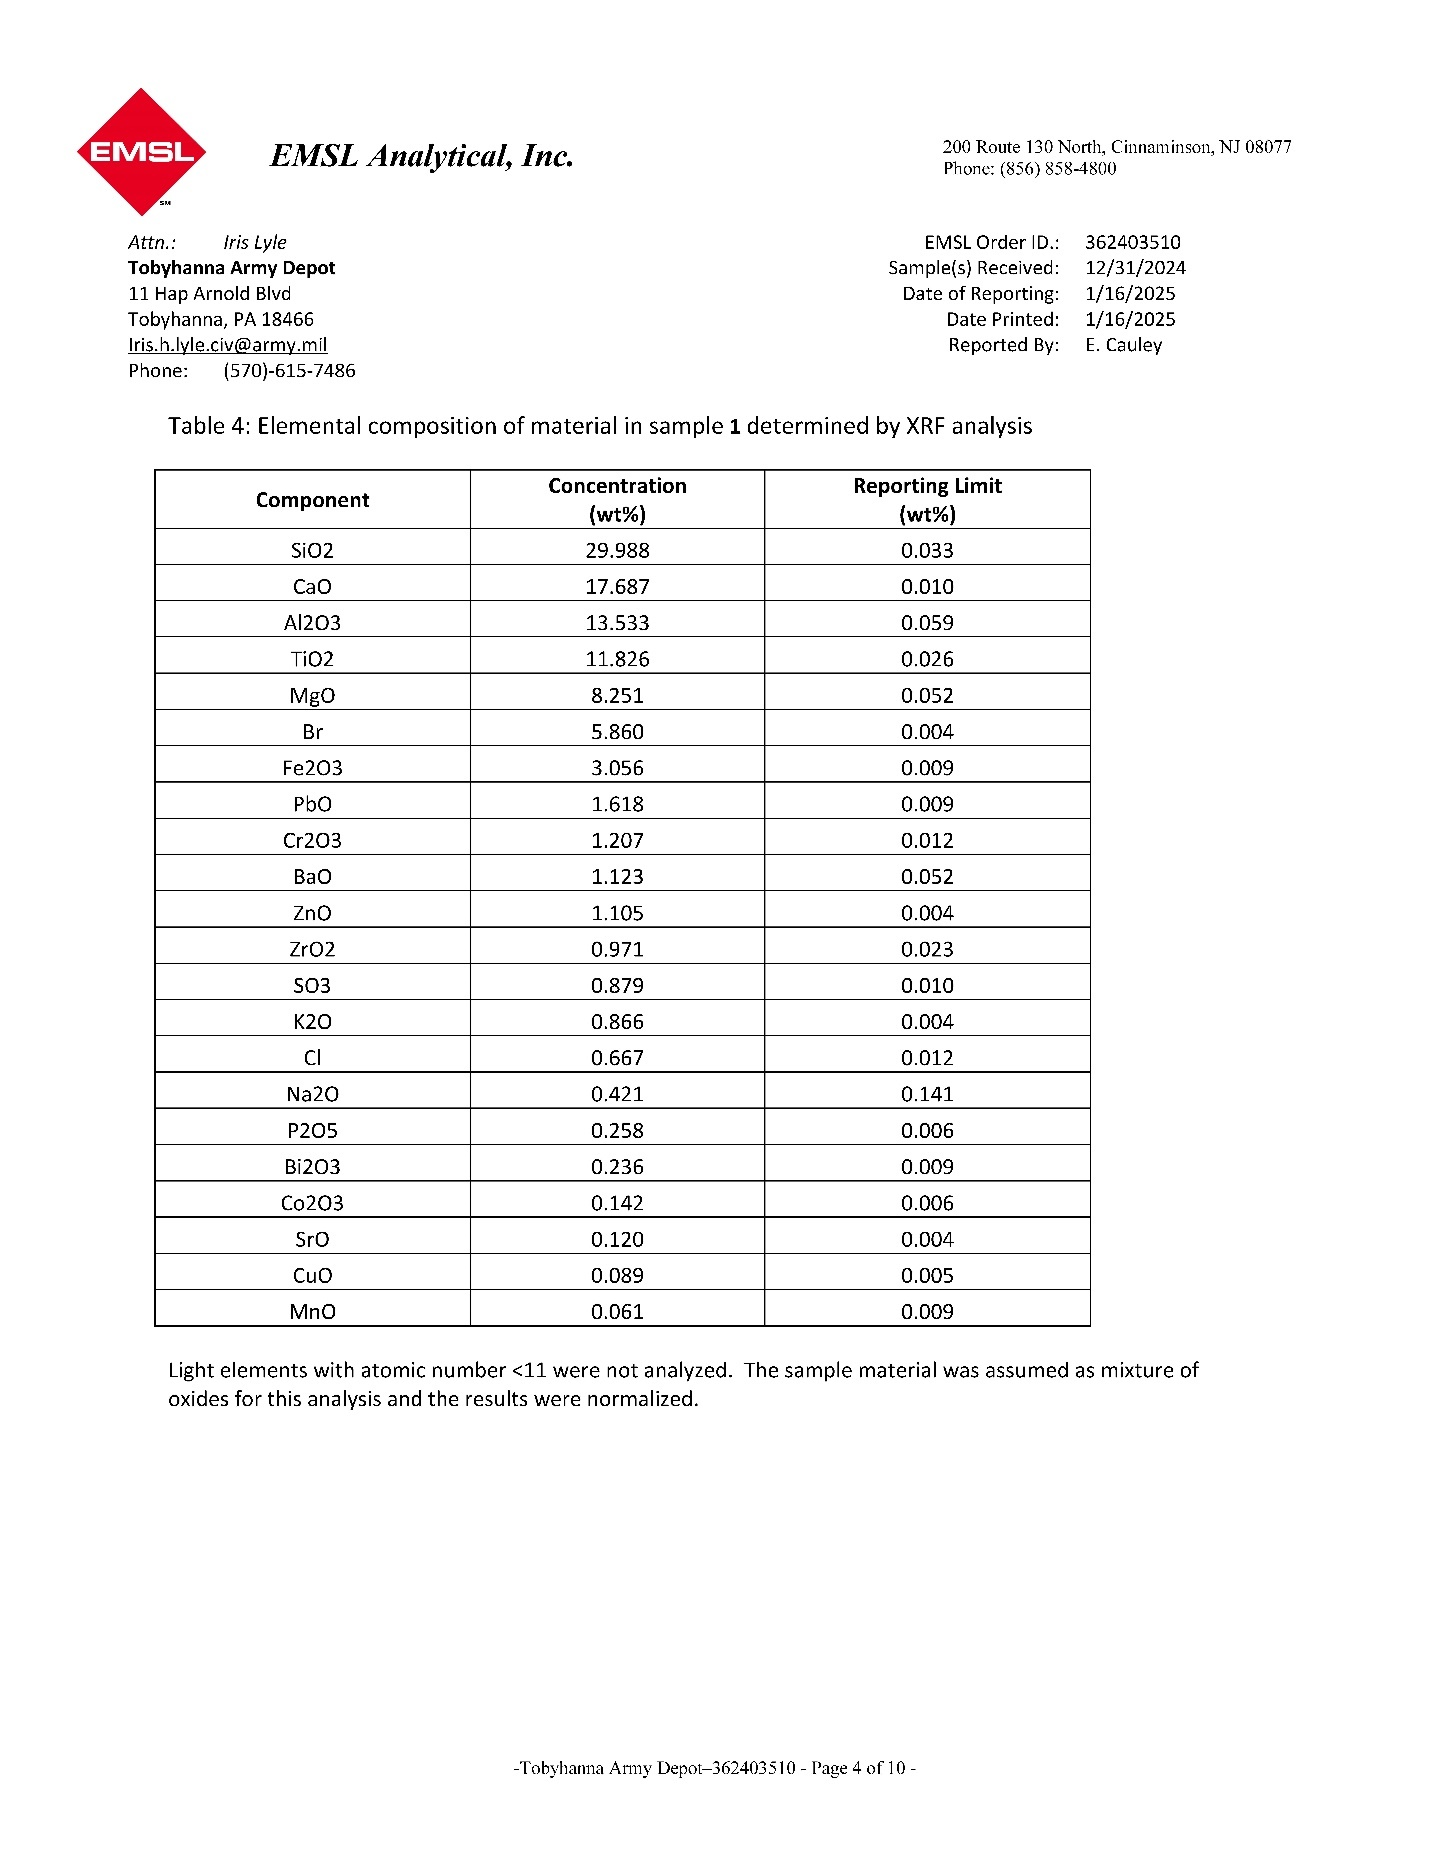 EMSL
SM
EMSL Analytical, Inc.
200 Route 130 North, Cinnaminson, NJ 08077
Phone: (856) 858-4800
Attn.: Iris Lyle
Tobyhanna Army Depot
11 Hap Arnold Blvd
Tobyhanna, PA 18466
Iris.h.lyle.civ@army.mil
Phone: (570)-615-7486
EMSL Order ID.: 362403510
Sample(s) Received: 12/31/2024
Date of Reporting: 1/16/2025
Date Printed: 1/16/2025
Reported By: E. Cauley
Table 4: Elemental composition of material in sample 1 determined by XRF analysis
Component Concentration (wt%) Reporting Limit (wt%)
SiO2 29.988 0.033
CaO 17.687 0.010
Al2O3 13.533 0.059
TiO2 11.826 0.026
MgO 8.251 0.052
Br 5.860 0.004
Fe2O3 3.056 0.009
PbO 1.618 0.009
Cr2O3 1.207 0.012
BaO 1.123 0.052
ZnO 1.105 0.004
ZrO2 0.971 0.023
SO3 0.879 0.010
K2O 0.866 0.004
Cl 0.667 0.012
Na2O 0.421 0.141
P2O5 0.258 0.006
Bi2O3 0.236 0.009
Co2O3 0.142 0.006
SrO 0.120 0.004
CuO 0.089 0.005
MnO 0.061 0.009
Light elements with atomic number <11 were not analyzed. The sample material was assumed as mixture of
oxides for this analysis and the results were normalized.
-Tobyhanna Army Depot–362403510 - Page 4 of 10 -